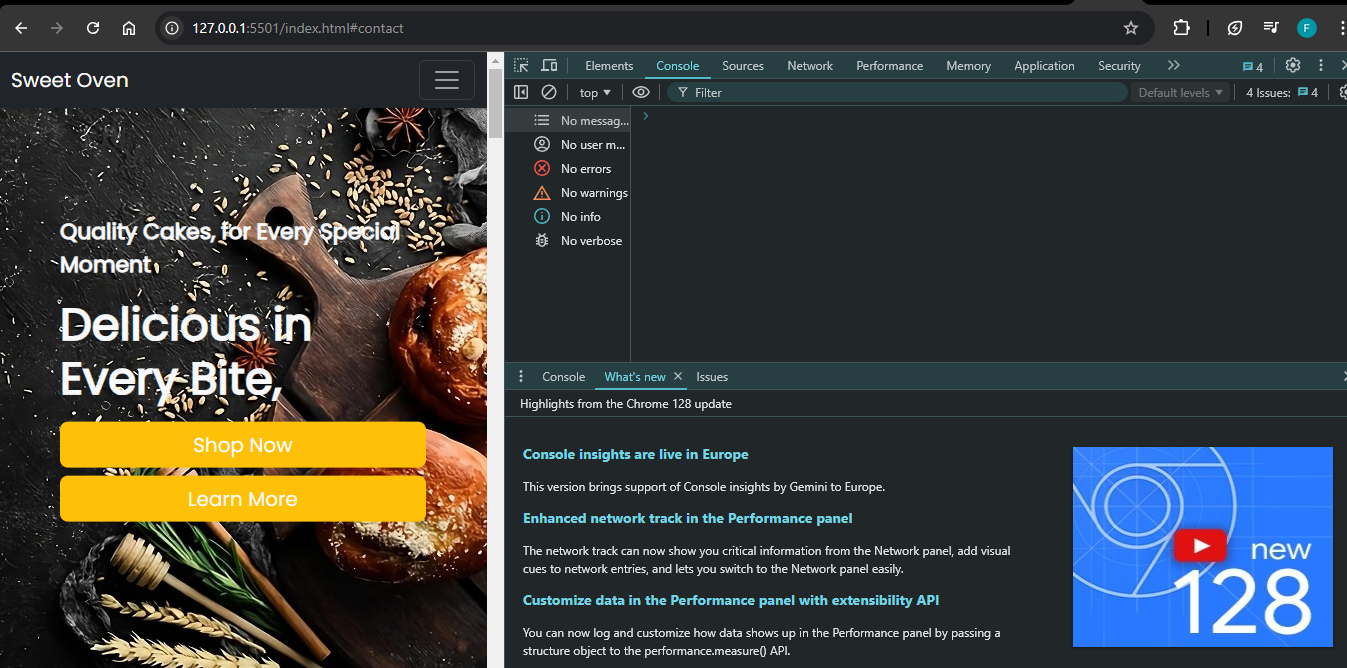 127.0.0.1:5501/index.html#contact
F
Sweet Oven
Quality Cakes, for Every Special
Moment
Delicious in
Every Bite,
Shop Now
Learn More
Elements Console Sources Network Performance Memory Application Security 4
top Filter Default levels 4 Issues: 4
No messag...
No user m...
No errors
No warnings
No info
No verbose
Console What's new Issues
Highlights from the Chrome 128 update
Console insights are live in Europe
This version brings support of Console insights by Gemini to Europe.
Enhanced network track in the Performance panel
The network track can now show you critical information from the Network panel, add visual
cues to network entries, and lets you switch to the Network panel easily.
Customize data in the Performance panel with extensibility API
You can now log and customize how data shows up in the Performance panel by passing a
structure object to the performance.measure() API.
new
128